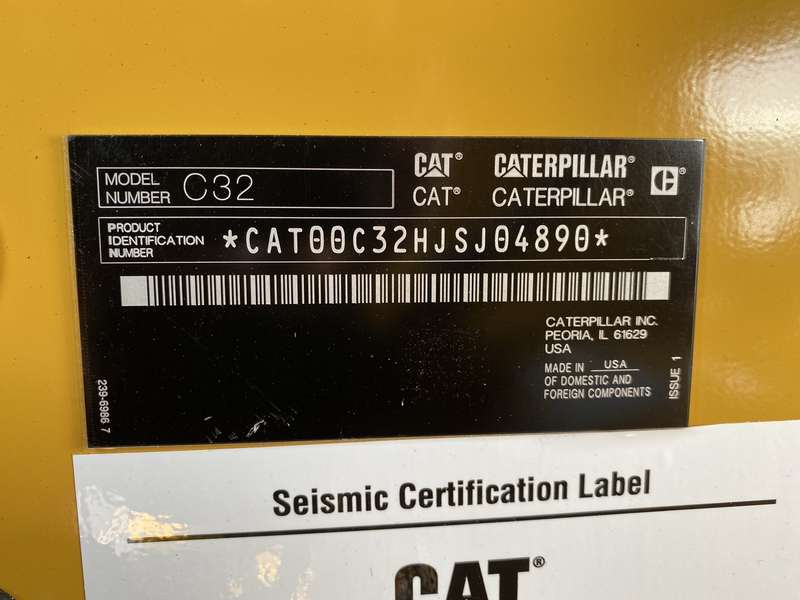 CAT® CATERPILLAR®
CAT® CATERPILLAR® C
MODEL NUMBER C32
PRODUCT IDENTIFICATION NUMBER *CAT00C32HJSJ04890*
CATERPILLAR INC.
PEORIA, IL 61629
USA
MADE IN USA
OF DOMESTIC AND
FOREIGN COMPONENTS
ISSUE 1
239-6986 7
Seismic Certification Label
CAT®